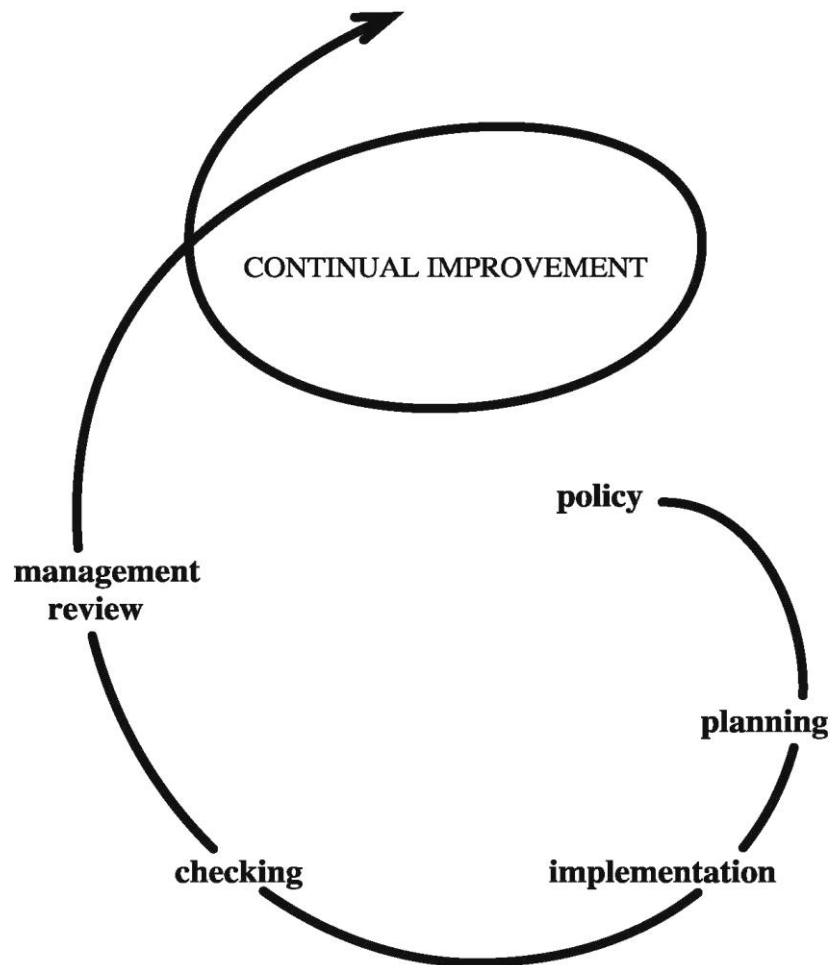 CONTINUAL IMPROVEMENT
policy
management
review
planning
checking
implementation